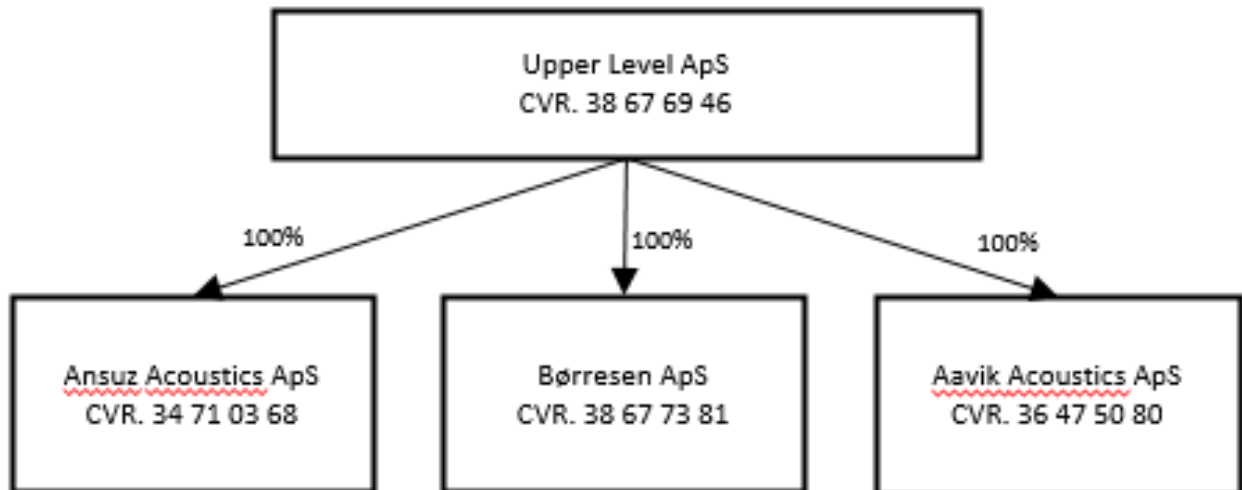 Upper Level ApS
CVR. 38 67 69 46
100%
100%
100%
Ansuz Acoustics ApS
CVR. 34 71 03 68
Børresen ApS
CVR. 38 67 73 81
Aavik Acoustics ApS
CVR. 36 47 50 80